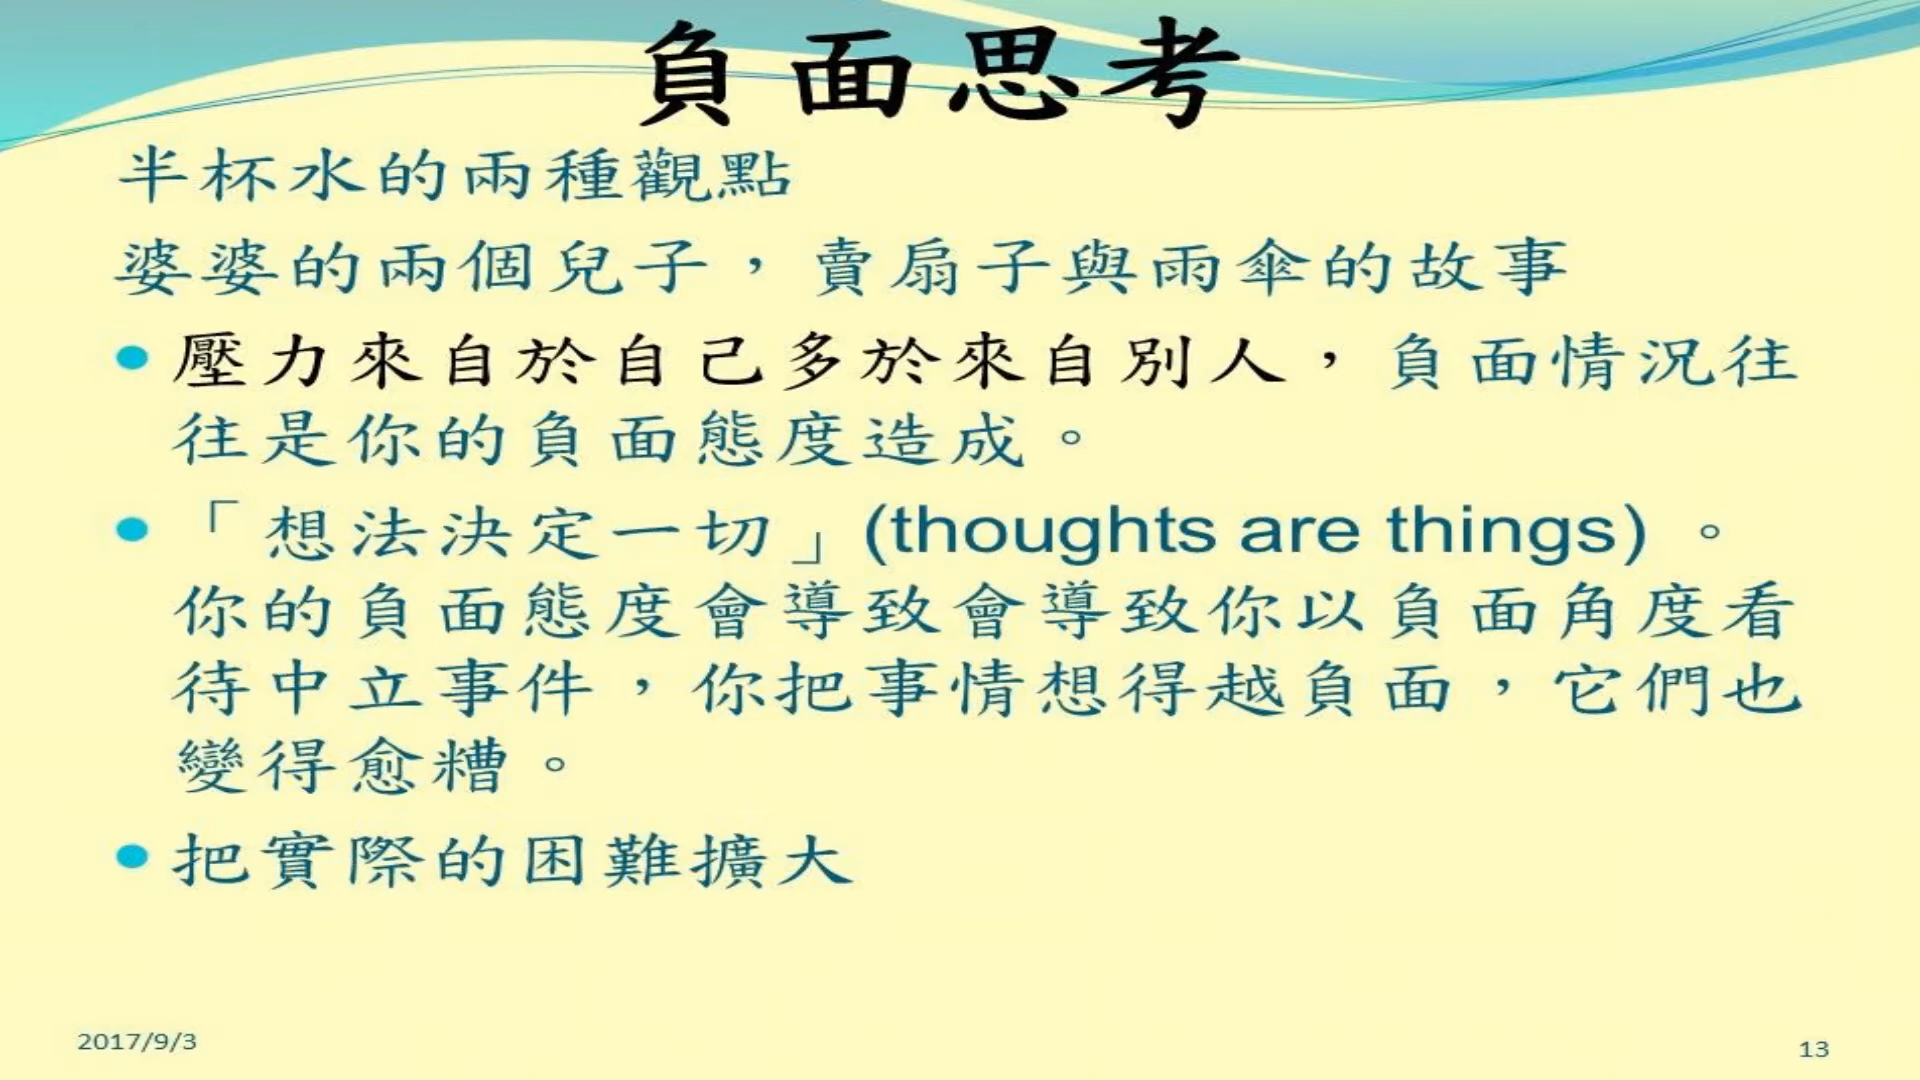 負面思考
半杯水的兩種觀點
婆婆的兩個兒子，賣扇子與雨傘的故事
• 壓力來自於自己多於來自別人，負面情況往
往是你的負面態度造成。
• 「想法決定一切」(thoughts are things) 。
你的負面態度會導致會導致你以負面角度看
待中立事件，你把事情想得越負面，它們也
變得愈糟。
• 把實際的困難擴大
2017/9/3
13